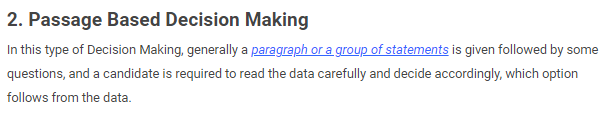 2. Passage Based Decision Making
In this type of Decision Making, generally a paragraph or a group of statements is given followed by some
questions, and a candidate is required to read the data carefully and decide accordingly, which option
follows from the data.